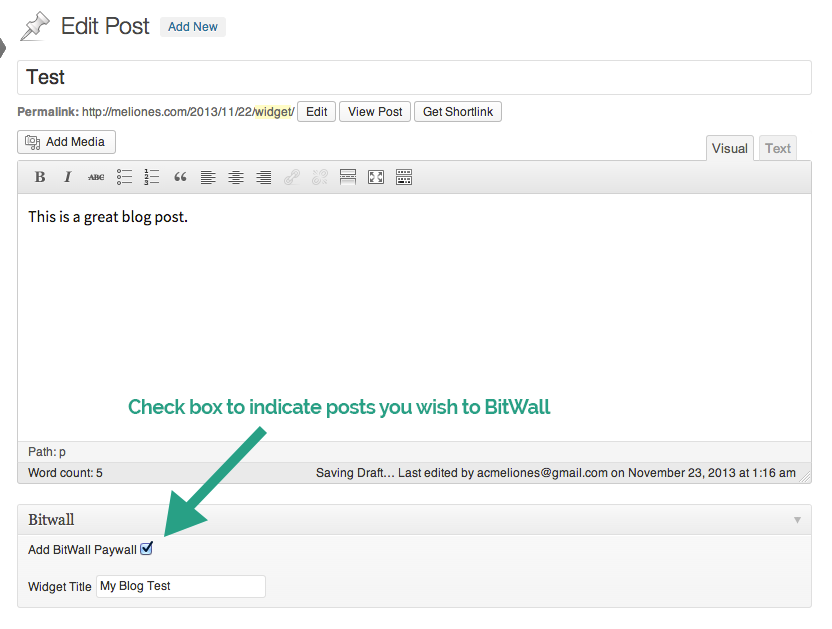 Edit Post Add New
Test
Permalink: http://meliones.com/2013/11/22/widget/ Edit View Post Get Shortlink
Add Media
Visual Text
B I ABC 1 2 3 “
This is a great blog post.
Check box to indicate posts you wish to BitWall
Path: p
Word count: 5 Saving Draft... Last edited by acmeliones@gmail.com on November 23, 2013 at 1:16 am
Bitwall
Add BitWall Paywall
Widget Title My Blog Test